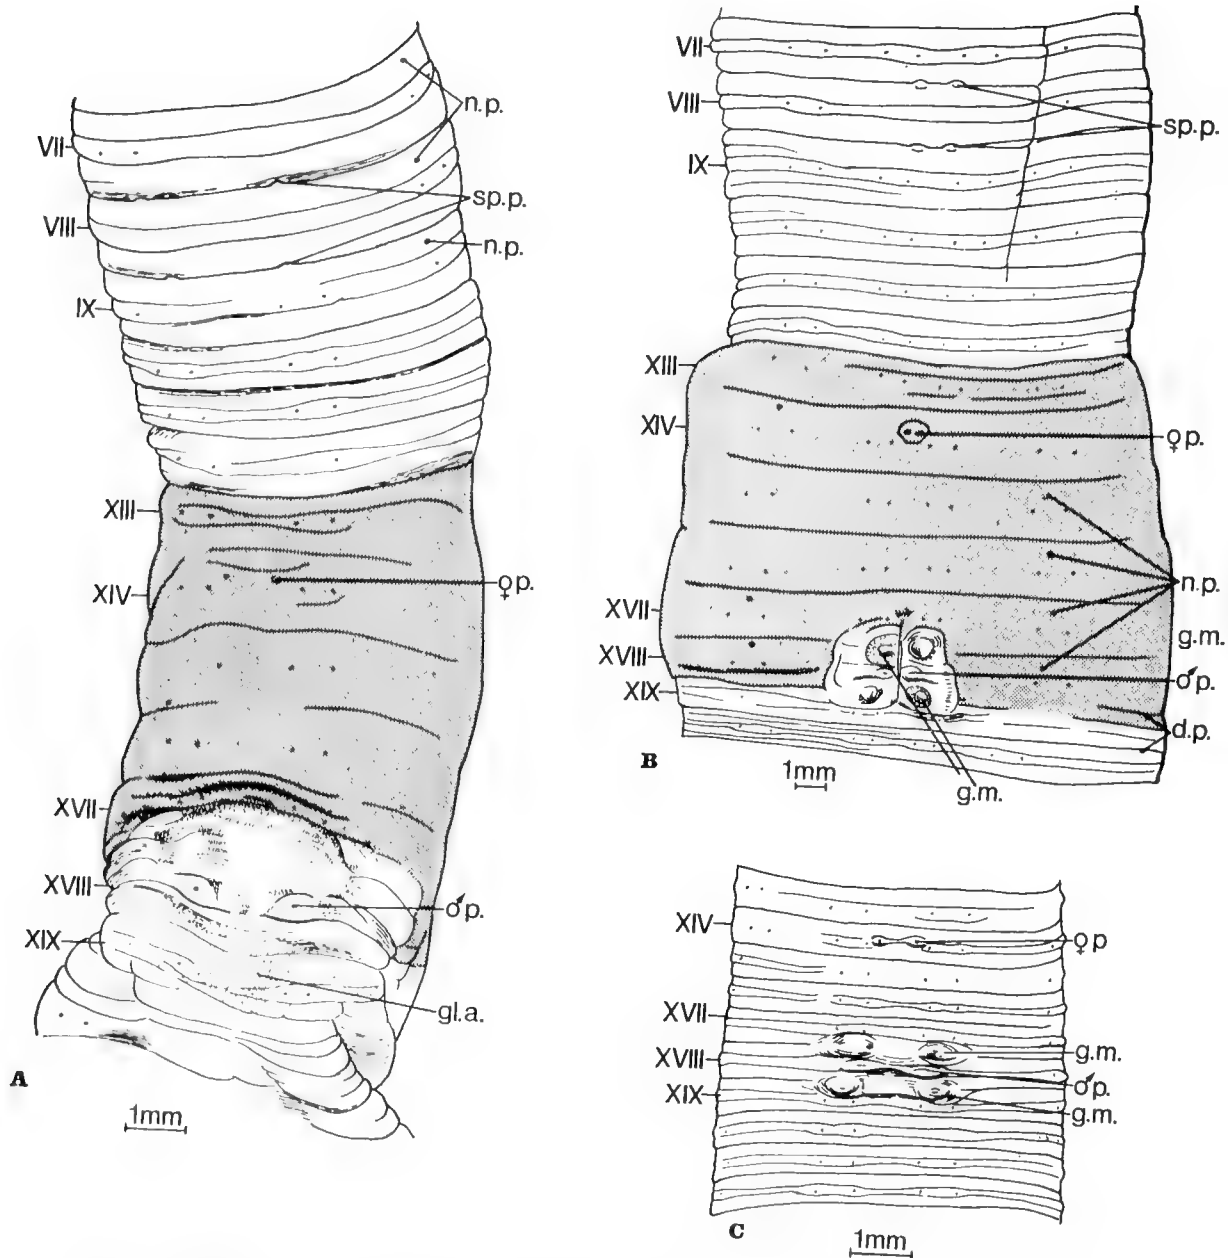 n.p.
VII
sp.p.
VIII
n.p.
IX
XIII
♀p.
XIV
XVII
XVIII
♂p.
XIX
gl.a.
A
1mm
VII
VIII
sp.p.
IX
XIII
XIV
♀p.
n.p.
XVII
g.m.
XVIII
♂p.
XIX
d.p.
B
1mm
g.m.
XIV
♀p
XVII
g.m.
XVIII
♂p.
XIX
g.m.
C
1mm